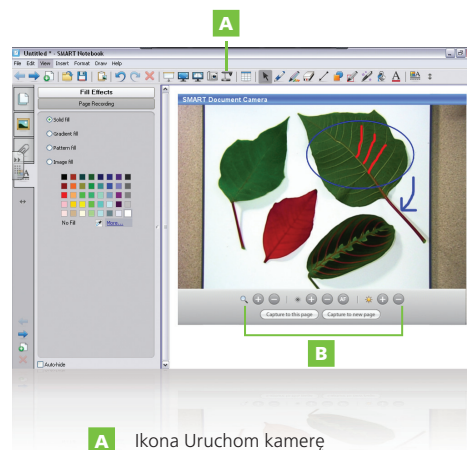 A
Untitled * - SMART Notebook
File Edit View Insert Format Draw Help
Fill Effects
Page Recording
SMART Document Camera
Solid fill
Gradient fill
Pattern fill
Image fill
No Fill More...
AF
Capture to this page Capture to new page
B
Auto-hide
A Ikona Uruchom kamerę